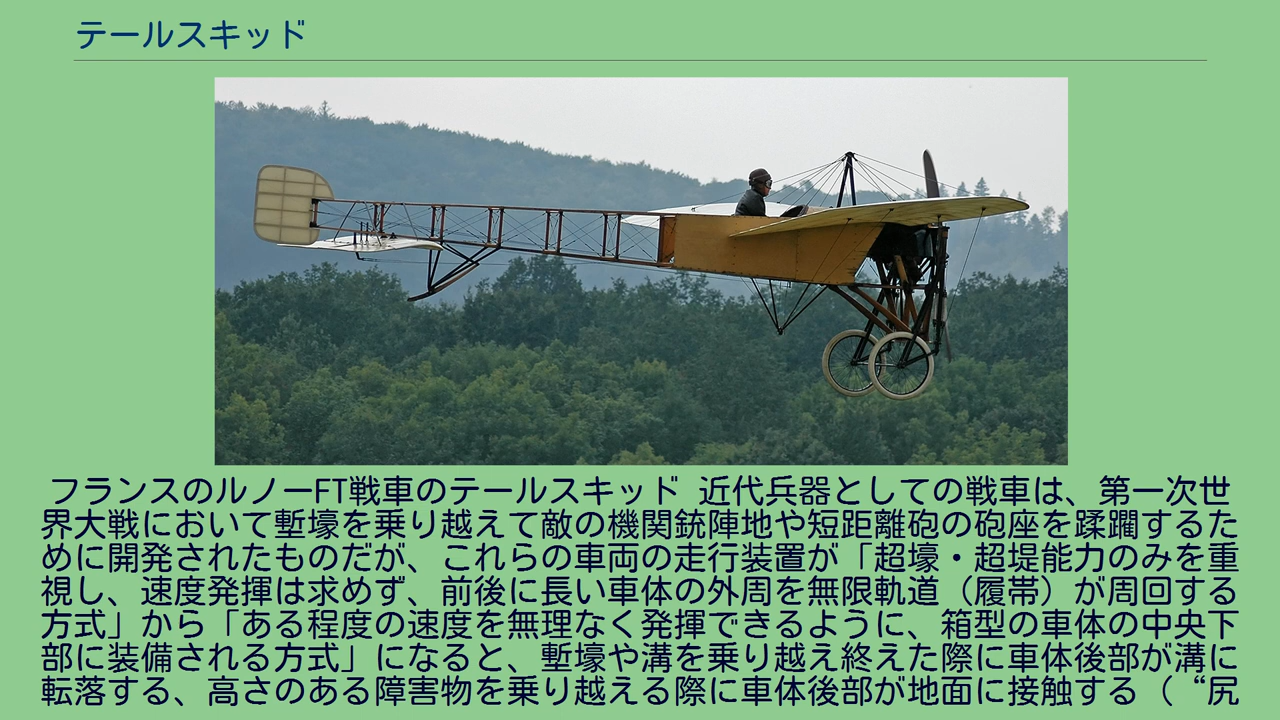 テールスキッド
フランスのルノーFT戦車のテールスキッド 近代兵器としての戦車は、第一次世
界大戦において塹壕を乗り越えて敵の機関銃陣地や短距離砲の砲座を蹂躙するた
めに開発されたものだが、これらの車両の走行装置が「超壕・超堤能力のみを重
視し、速度発揮は求めず、前後に長い車体の外周を無限軌道（履帯）が周回する
方式」から「ある程度の速度を無理なく発揮できるように、箱型の車体の中央下
部に装備される方式」になると、塹壕や溝を乗り越え終えた際に車体後部が溝に
転落する、高さのある障害物を乗り越える際に車体後部が地面に接触する（“尻